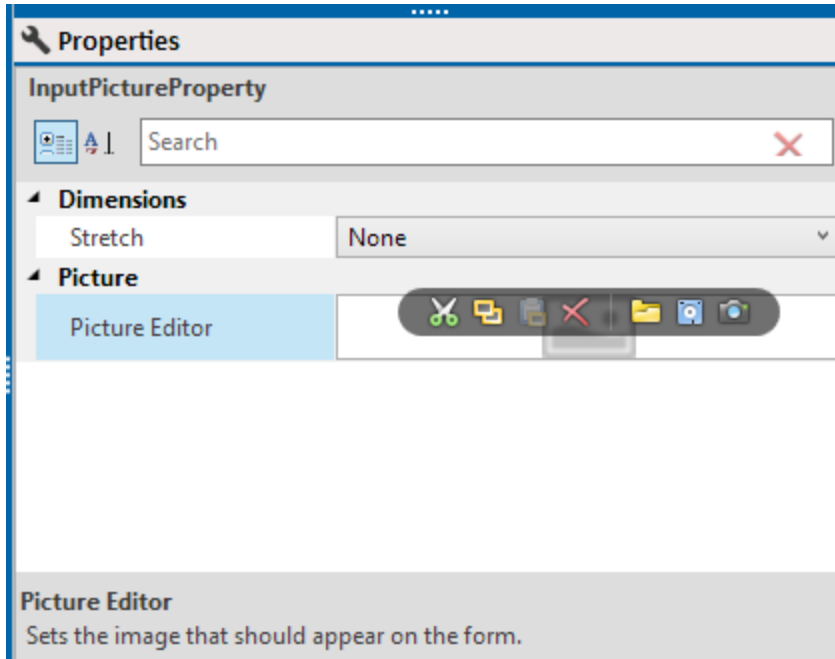 Properties
InputPictureProperty
Search
Dimensions
Stretch None
Picture
Picture Editor
Picture Editor
Sets the image that should appear on the form.